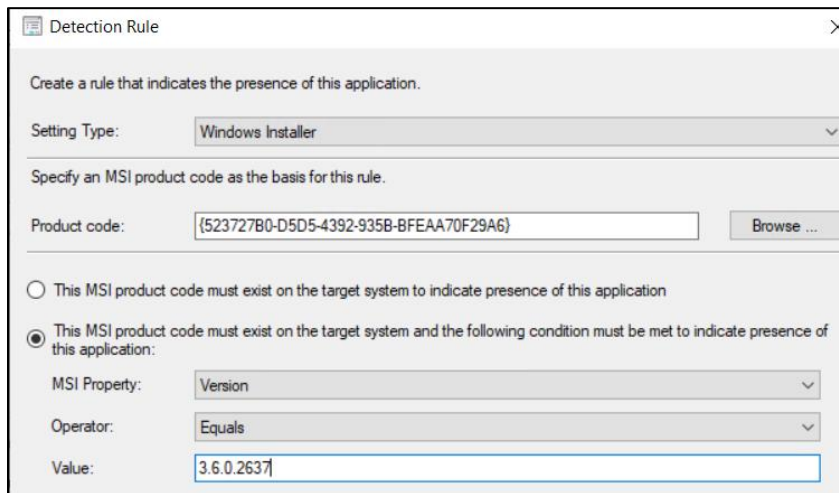 Detection Rule
Create a rule that indicates the presence of this application.
Setting Type: Windows Installer
Specify an MSI product code as the basis for this rule.
Product code: {523727B0-D5D5-4392-935B-BFEAA70F29A6} Browse ...
This MSI product code must exist on the target system to indicate presence of this application
This MSI product code must exist on the target system and the following condition must be met to indicate presence of
this application:
MSI Property: Version
Operator: Equals
Value: 3.6.0.2637